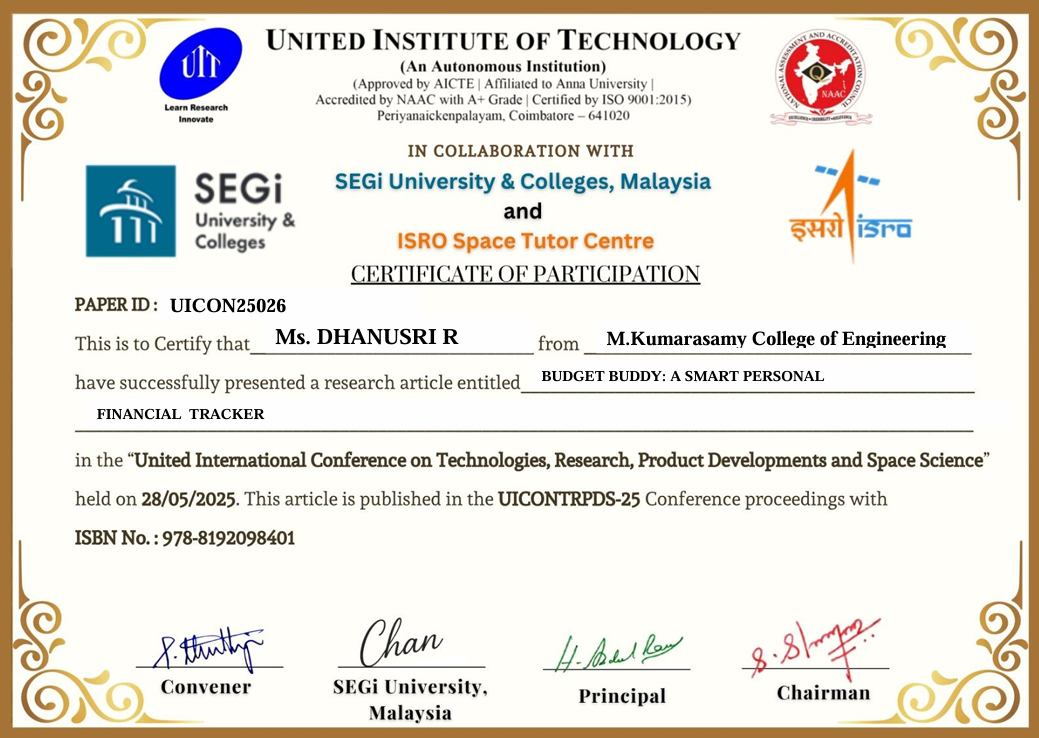 UIT
Learn Research
Innovate
UNITED INSTITUTE OF TECHNOLOGY
(An Autonomous Institution)
(Approved by AICTE | Affiliated to Anna University |
Accredited by NAAC with A+ Grade | Certified by ISO 9001:2015)
Periyanaickenpalayam, Coimbatore – 641020
NATIONAL ASSESSMENT AND ACCREDITATION COUNCIL
NAAC
IN COLLABORATION WITH
SEGi University & Colleges, Malaysia
and
ISRO Space Tutor Centre
SEGi
University &
Colleges
इसरो isro
CERTIFICATE OF PARTICIPATION
PAPER ID : UICON25026
This is to Certify that Ms. DHANUSRI R from M.Kumarasamy College of Engineering
have successfully presented a research article entitled BUDGET BUDDY: A SMART PERSONAL
FINANCIAL TRACKER
in the “United International Conference on Technologies, Research, Product Developments and Space Science”
held on 28/05/2025. This article is published in the UICONTRPDS-25 Conference proceedings with
ISBN No. : 978-8192098401
Chan
Convener
SEGi University,
Malaysia
Principal
Chairman